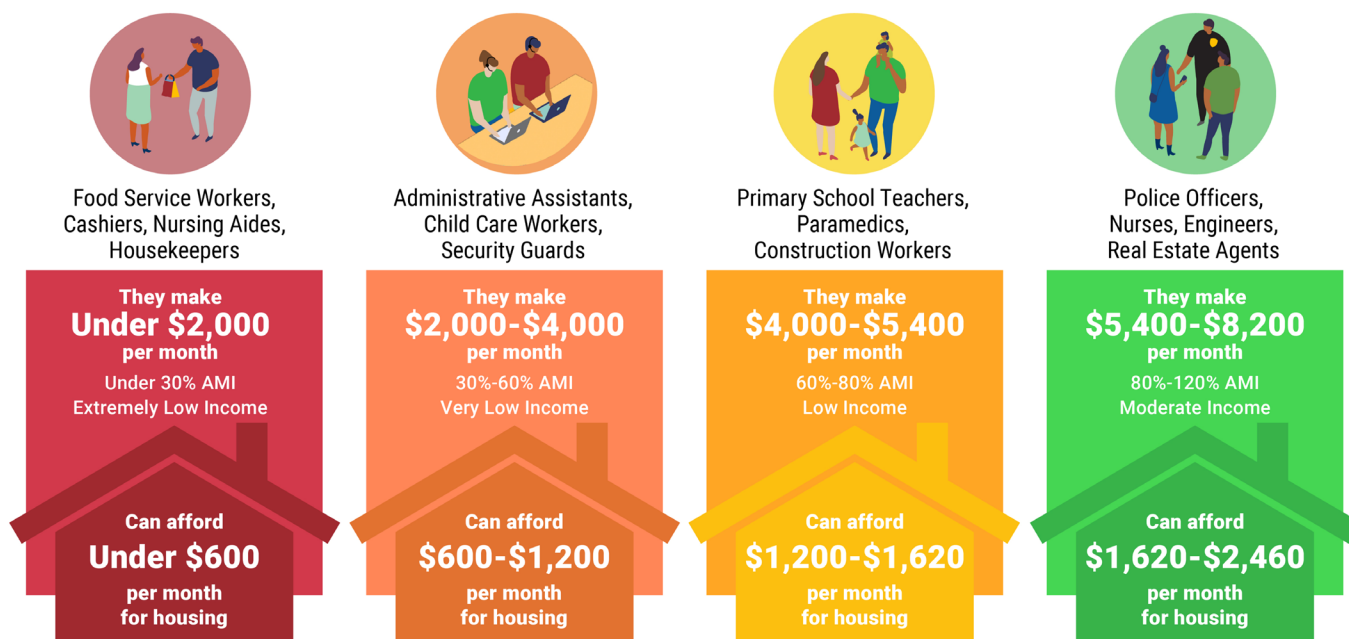 Food Service Workers,
Cashiers, Nursing Aides,
Housekeepers
They make
Under $2,000
per month
Under 30% AMI
Extremely Low Income
Can afford
Under $600
per month
for housing
Administrative Assistants,
Child Care Workers,
Security Guards
They make
$2,000-$4,000
per month
30%-60% AMI
Very Low Income
Can afford
$600-$1,200
per month
for housing
Primary School Teachers,
Paramedics,
Construction Workers
They make
$4,000-$5,400
per month
60%-80% AMI
Low Income
Can afford
$1,200-$1,620
per month
for housing
Police Officers,
Nurses, Engineers,
Real Estate Agents
They make
$5,400-$8,200
per month
80%-120% AMI
Moderate Income
Can afford
$1,620-$2,460
per month
for housing